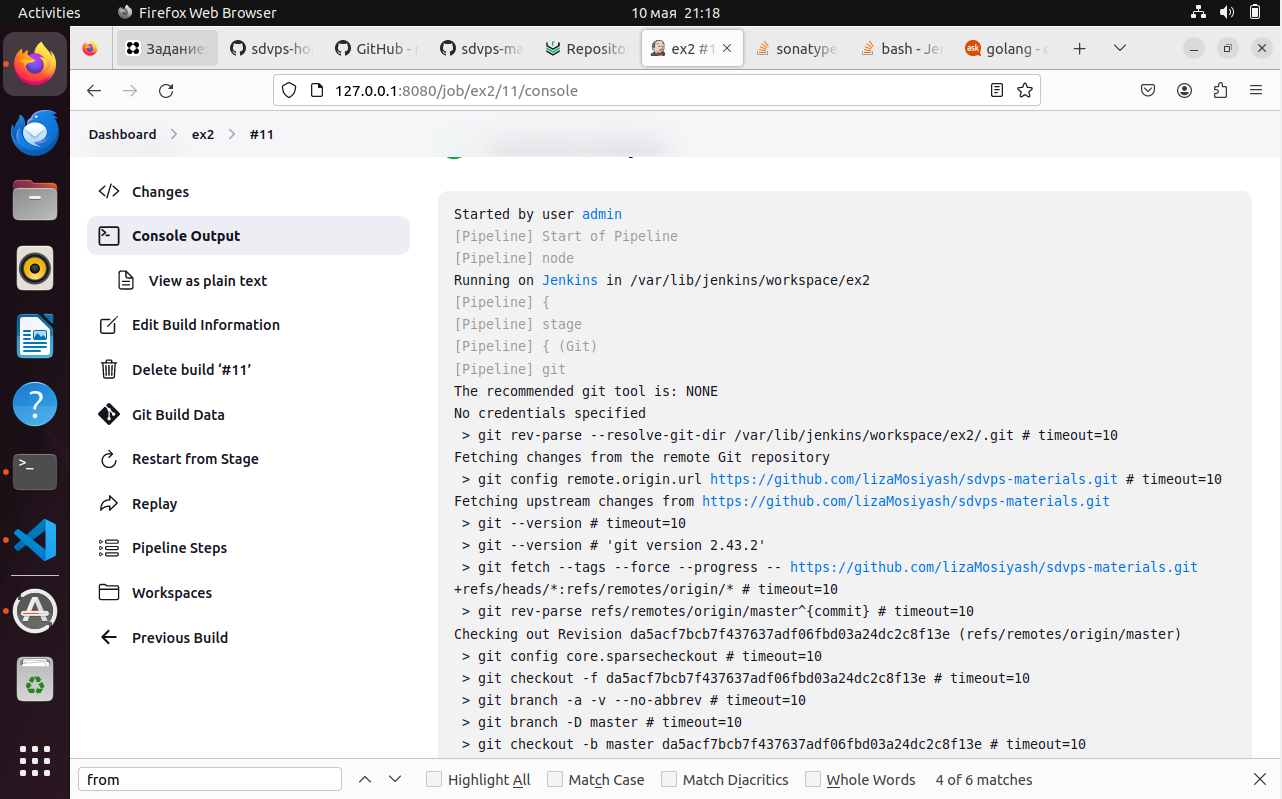 Activities Firefox Web Browser 10 мая 21:18
Задание: sdvps-ho GitHub - sdvps-ma Reposito ex2 #1 sonatype bash - Je golang -
127.0.0.1:8080/job/ex2/11/console
Dashboard ex2 #11
Changes
Console Output
View as plain text
Edit Build Information
Delete build ‘#11’
Git Build Data
Restart from Stage
Replay
Pipeline Steps
Workspaces
Previous Build
Started by user admin
[Pipeline] Start of Pipeline
[Pipeline] node
Running on Jenkins in /var/lib/jenkins/workspace/ex2
[Pipeline] {
[Pipeline] stage
[Pipeline] { (Git)
[Pipeline] git
The recommended git tool is: NONE
No credentials specified
> git rev-parse --resolve-git-dir /var/lib/jenkins/workspace/ex2/.git # timeout=10
Fetching changes from the remote Git repository
> git config remote.origin.url https://github.com/lizaMosiyash/sdvps-materials.git # timeout=10
Fetching upstream changes from https://github.com/lizaMosiyash/sdvps-materials.git
> git --version # timeout=10
> git --version # 'git version 2.43.2'
> git fetch --tags --force --progress -- https://github.com/lizaMosiyash/sdvps-materials.git
+refs/heads/*:refs/remotes/origin/* # timeout=10
> git rev-parse refs/remotes/origin/master^{commit} # timeout=10
Checking out Revision da5acf7bcb7f437637adf06fbd03a24dc2c8f13e (refs/remotes/origin/master)
> git config core.sparsecheckout # timeout=10
> git checkout -f da5acf7bcb7f437637adf06fbd03a24dc2c8f13e # timeout=10
> git branch -a -v --no-abbrev # timeout=10
> git branch -D master # timeout=10
> git checkout -b master da5acf7bcb7f437637adf06fbd03a24dc2c8f13e # timeout=10
from Highlight All Match Case Match Diacritics Whole Words 4 of 6 matches